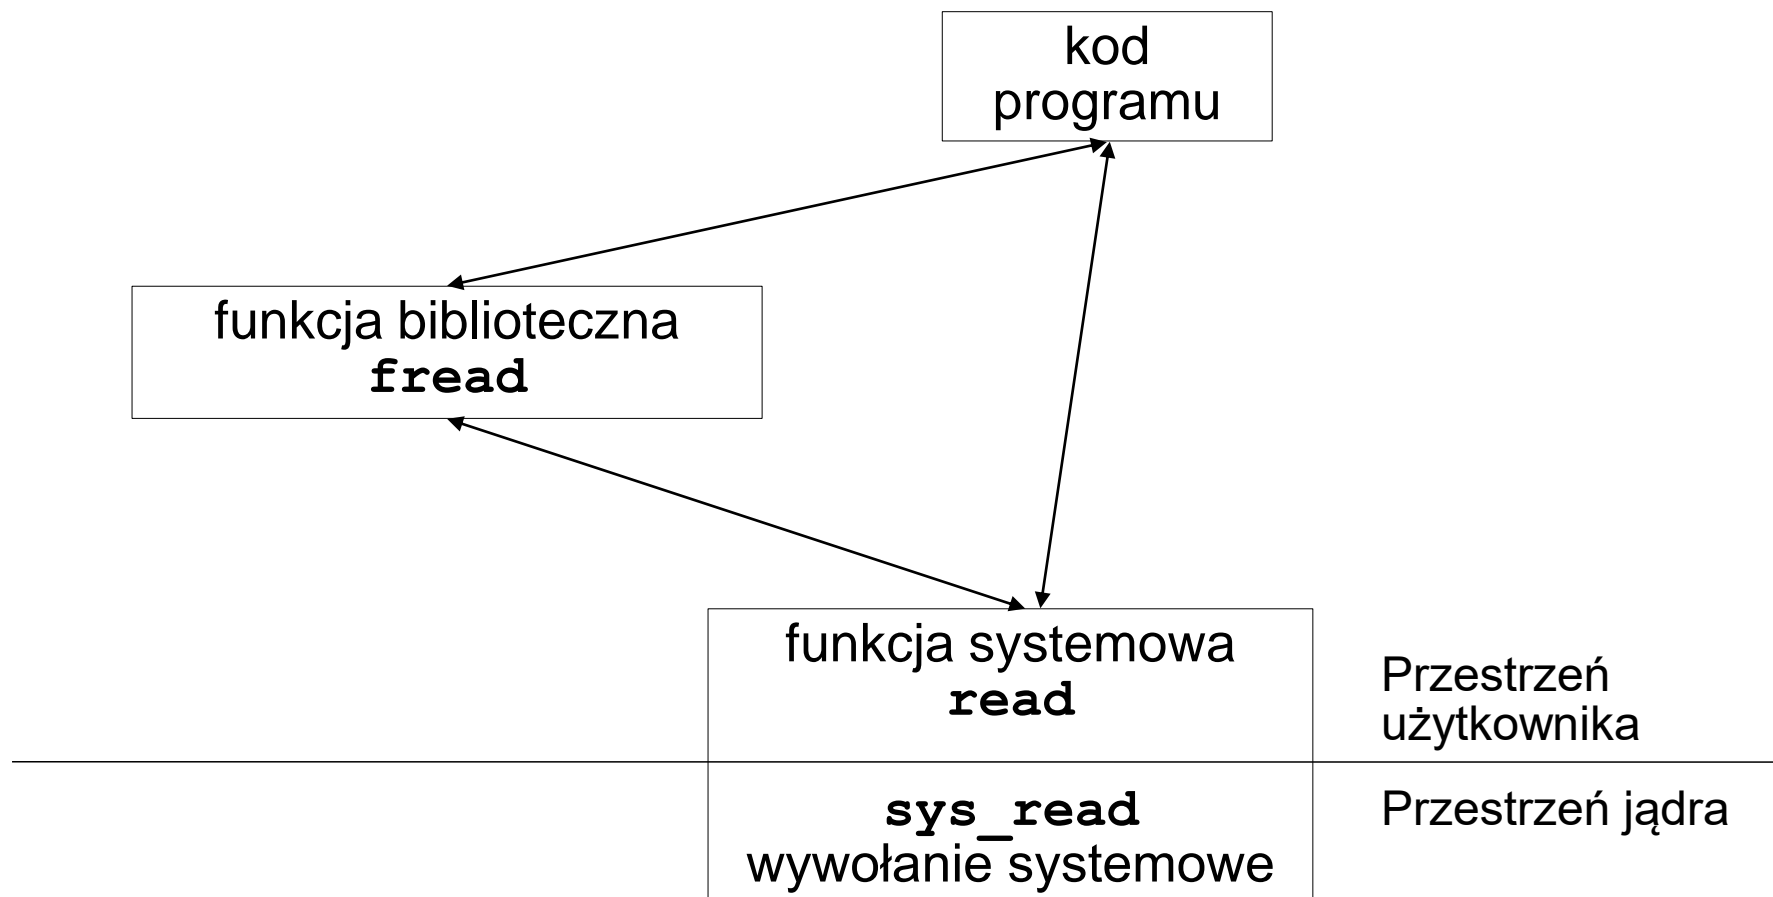 kod
programu
funkcja biblioteczna
fread
funkcja systemowa
read
Przestrzeń
użytkownika
sys_read
wywołanie systemowe
Przestrzeń jądra